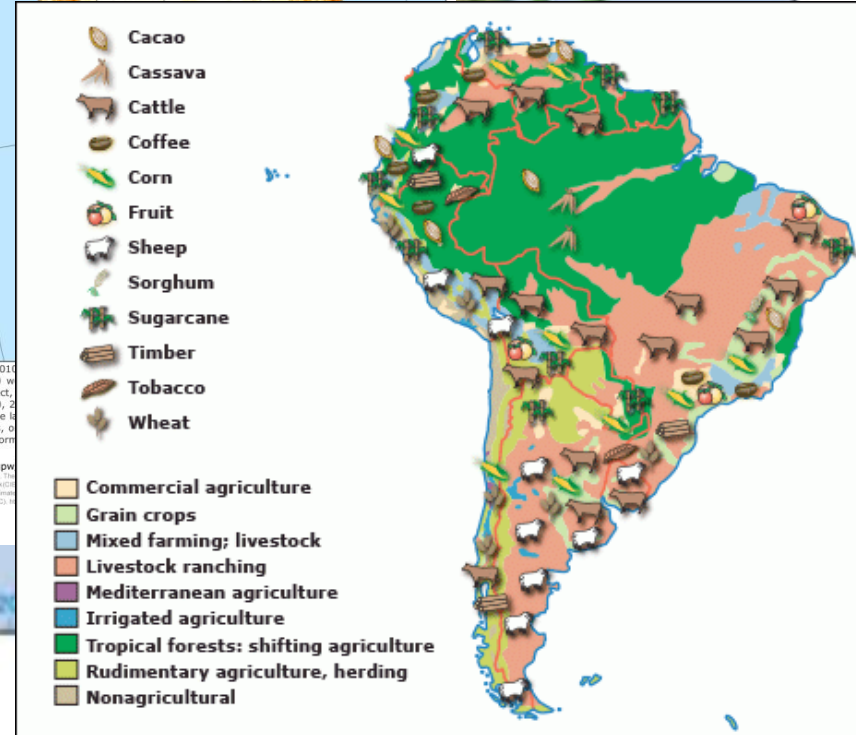 Cacao
Cassava
Cattle
Coffee
Corn
Fruit
Sheep
Sorghum
Sugarcane
Timber
Tobacco
Wheat
Commercial agriculture
Grain crops
Mixed farming; livestock
Livestock ranching
Mediterranean agriculture
Irrigated agriculture
Tropical forests: shifting agriculture
Rudimentary agriculture, herding
Nonagricultural